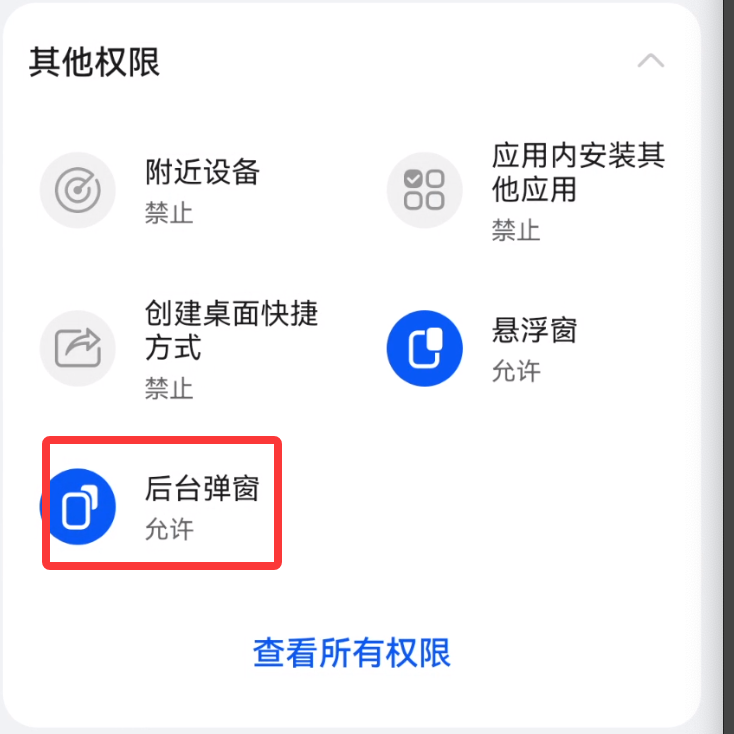 其他权限
附近设备
禁止
应用内安装其
他应用
禁止
创建桌面快捷
方式
禁止
悬浮窗
允许
后台弹窗
允许
查看所有权限